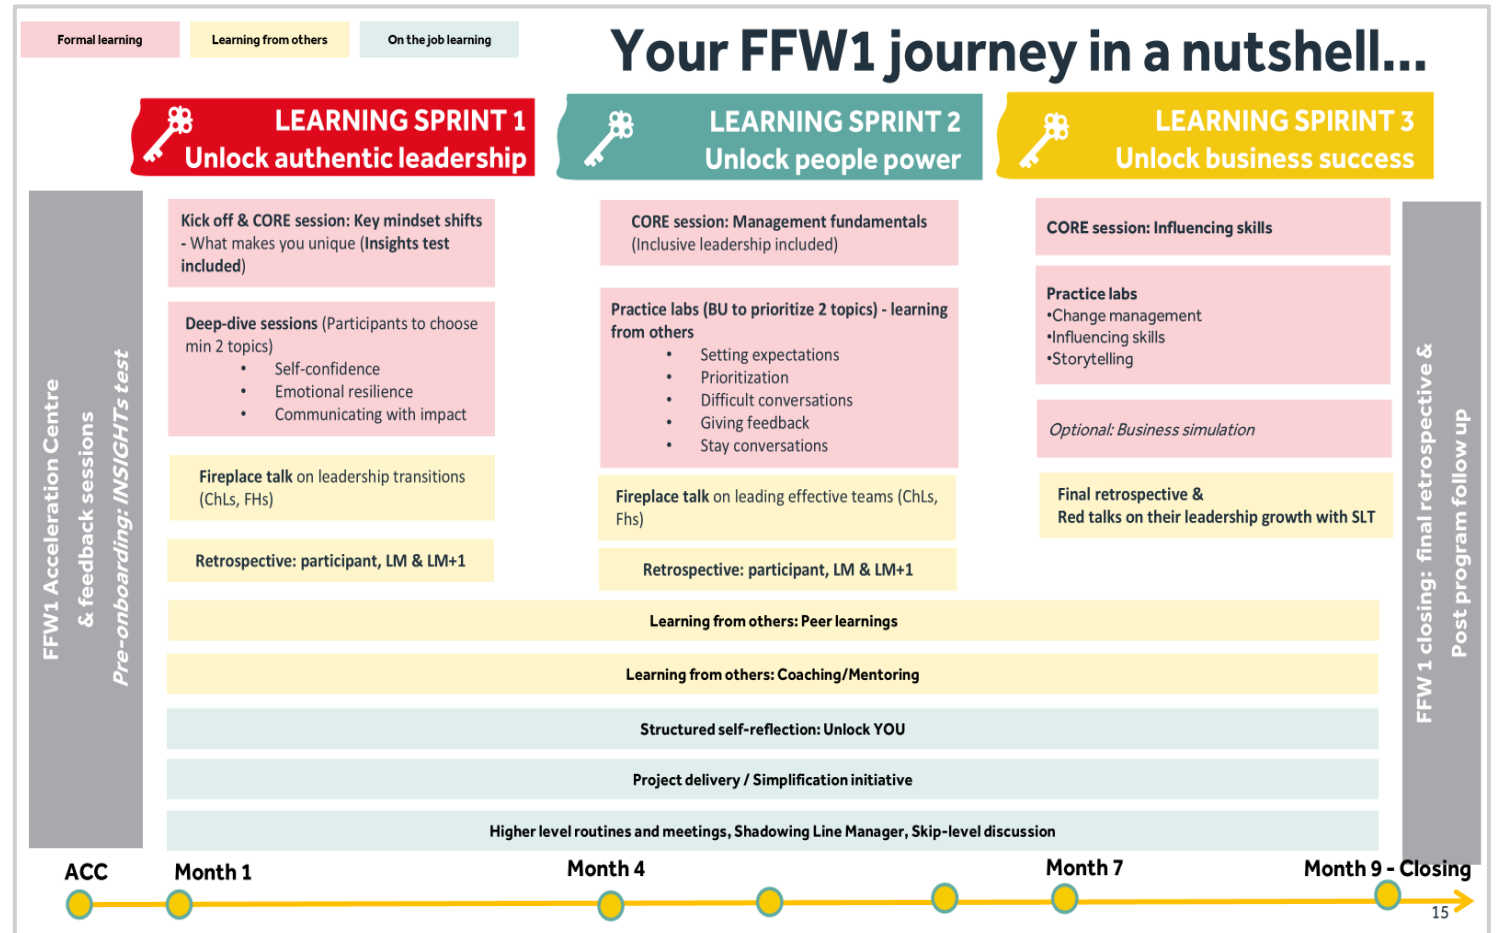 Formal learning
Learning from others
On the job learning
Your FFW1 journey in a nutshell...
LEARNING SPRINT 1
Unlock authentic leadership
LEARNING SPRINT 2
Unlock people power
LEARNING SPIRINT 3
Unlock business success
FFW1 Acceleration Centre
& feedback sessions
Pre-onboarding: INSIGHTs test
Kick off & CORE session: Key mindset shifts
- What makes you unique (Insights test
included)
Deep-dive sessions (Participants to choose
min 2 topics)
• Self-confidence
• Emotional resilience
• Communicating with impact
Fireplace talk on leadership transitions
(ChLs, FHs)
Retrospective: participant, LM & LM+1
CORE session: Management fundamentals
(Inclusive leadership included)
Practice labs (BU to prioritize 2 topics) - learning
from others
• Setting expectations
• Prioritization
• Difficult conversations
• Giving feedback
• Stay conversations
Fireplace talk on leading effective teams (ChLs,
Fhs)
Retrospective: participant, LM & LM+1
CORE session: Influencing skills
Practice labs
•Change management
•Influencing skills
•Storytelling
Optional: Business simulation
Final retrospective &
Red talks on their leadership growth with SLT
FFW 1 closing: final retrospective &
Post program follow up
Learning from others: Peer learnings
Learning from others: Coaching/Mentoring
Structured self-reflection: Unlock YOU
Project delivery / Simplification initiative
Higher level routines and meetings, Shadowing Line Manager, Skip-level discussion
ACC
Month 1
Month 4
Month 7
Month 9 - Closing
15